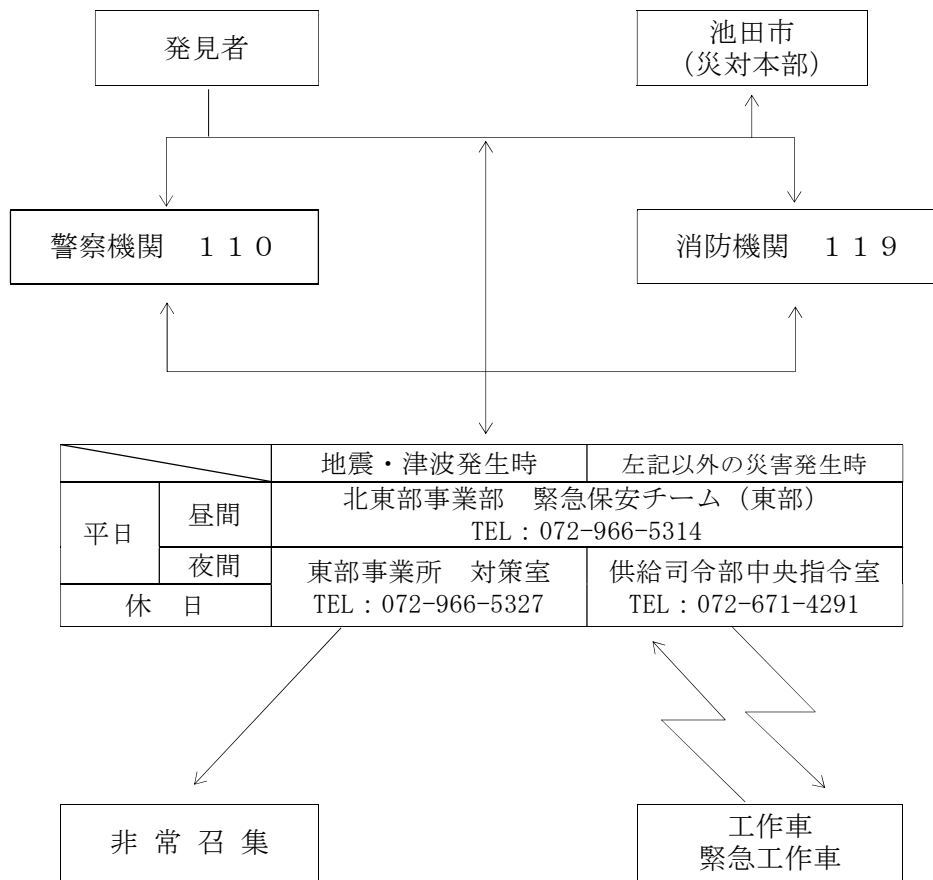 発見者
池田市
（災対本部）
警察機関　１１０
消防機関　１１９
地震・津波発生時
左記以外の災害発生時
平日
昼間
北東部事業部　緊急保安チーム（東部）
TEL：072-966-5314
夜間
休　日
東部事業所　対策室
TEL：072-966-5327
供給司令部中央指令室
TEL：072-671-4291
非 常 召 集
工作車
緊急工作車